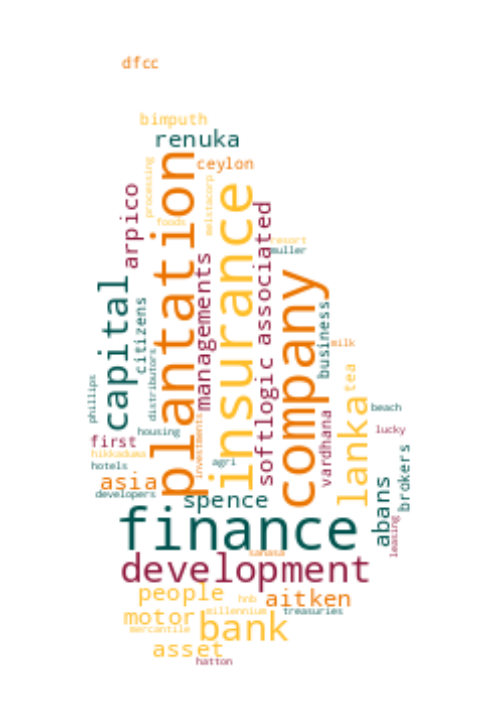 dfcc
bimputh
renuka
ceylon
processing
plantation
foods
melstacorp
insurance
arpico
softlogic associated
resort
muller
managements
company
capital
citizens
business
distributors
milk
tea
phillips
beach
lanka
vardhana
lucky
housing
first
investments
hikkaduwa
agri
brokers
hotels
asia
abans
developers
spence
leasing
finance
sanasa
development
people
hnb
aitken
millennium
treasuries
motor
bank
mercantile
asset
hatton